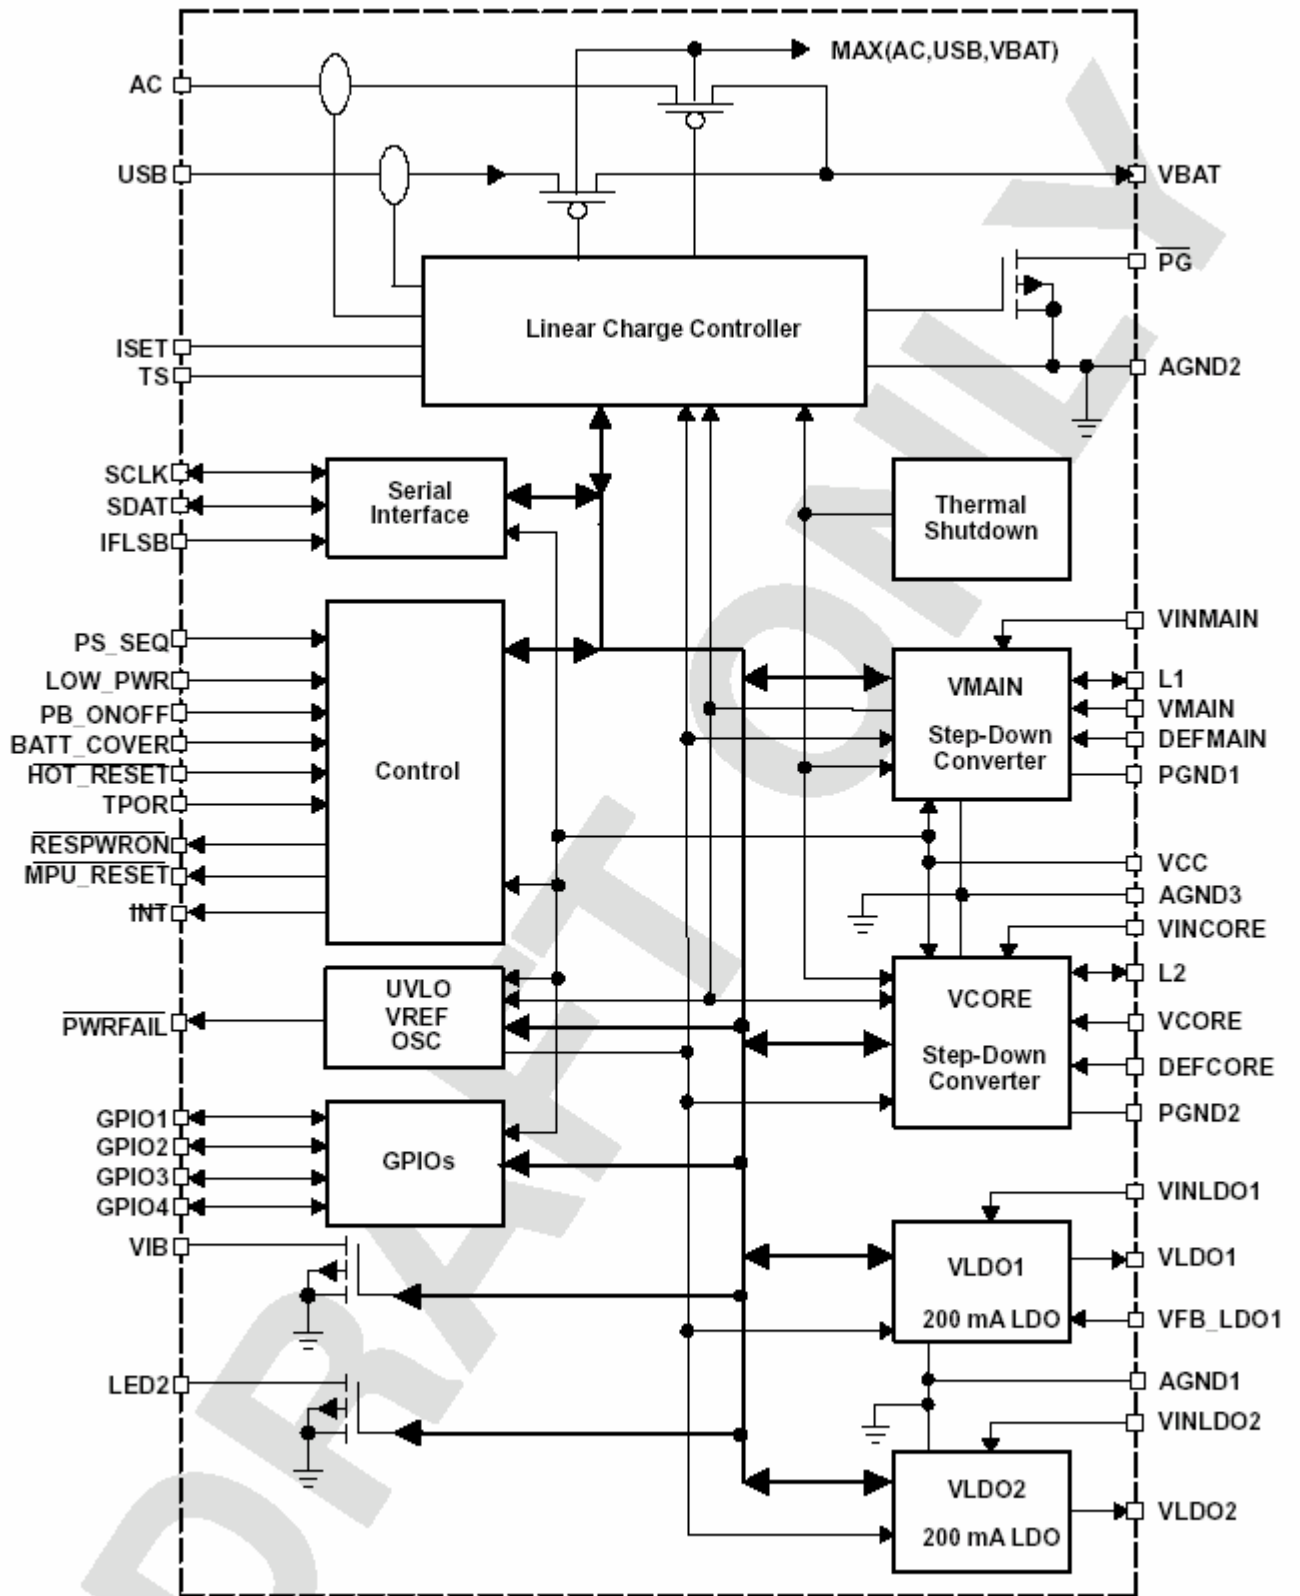 MAX(AC,USB,VBAT)
AC
USB
VBAT
PG
Linear Charge Controller
ISET
TS
AGND2
SCLK
SDAT
IFLSB
Serial
Interface
Thermal
Shutdown
PS_SEQ
LOW_PWR
PB_ONOFF
BATT_COVER
HOT_RESET
TPOR
RESPWRON
MPU_RESET
INT
Control
VINMAIN
L1
VMAIN
DEFMAIN
PGND1
VMAIN
Step-Down
Converter
VCC
AGND3
VINCORE
L2
VCORE
DEFCORE
PGND2
VCORE
Step-Down
Converter
PWRFAIL
UVLO
VREF
OSC
GPIO1
GPIO2
GPIO3
GPIO4
GPIOs
VIB
LED2
VINLDO1
VLDO1
VFB_LDO1
VLDO1
200 mA LDO
AGND1
VINLDO2
VLDO2
VLDO2
200 mA LDO
DRAFT ONLY